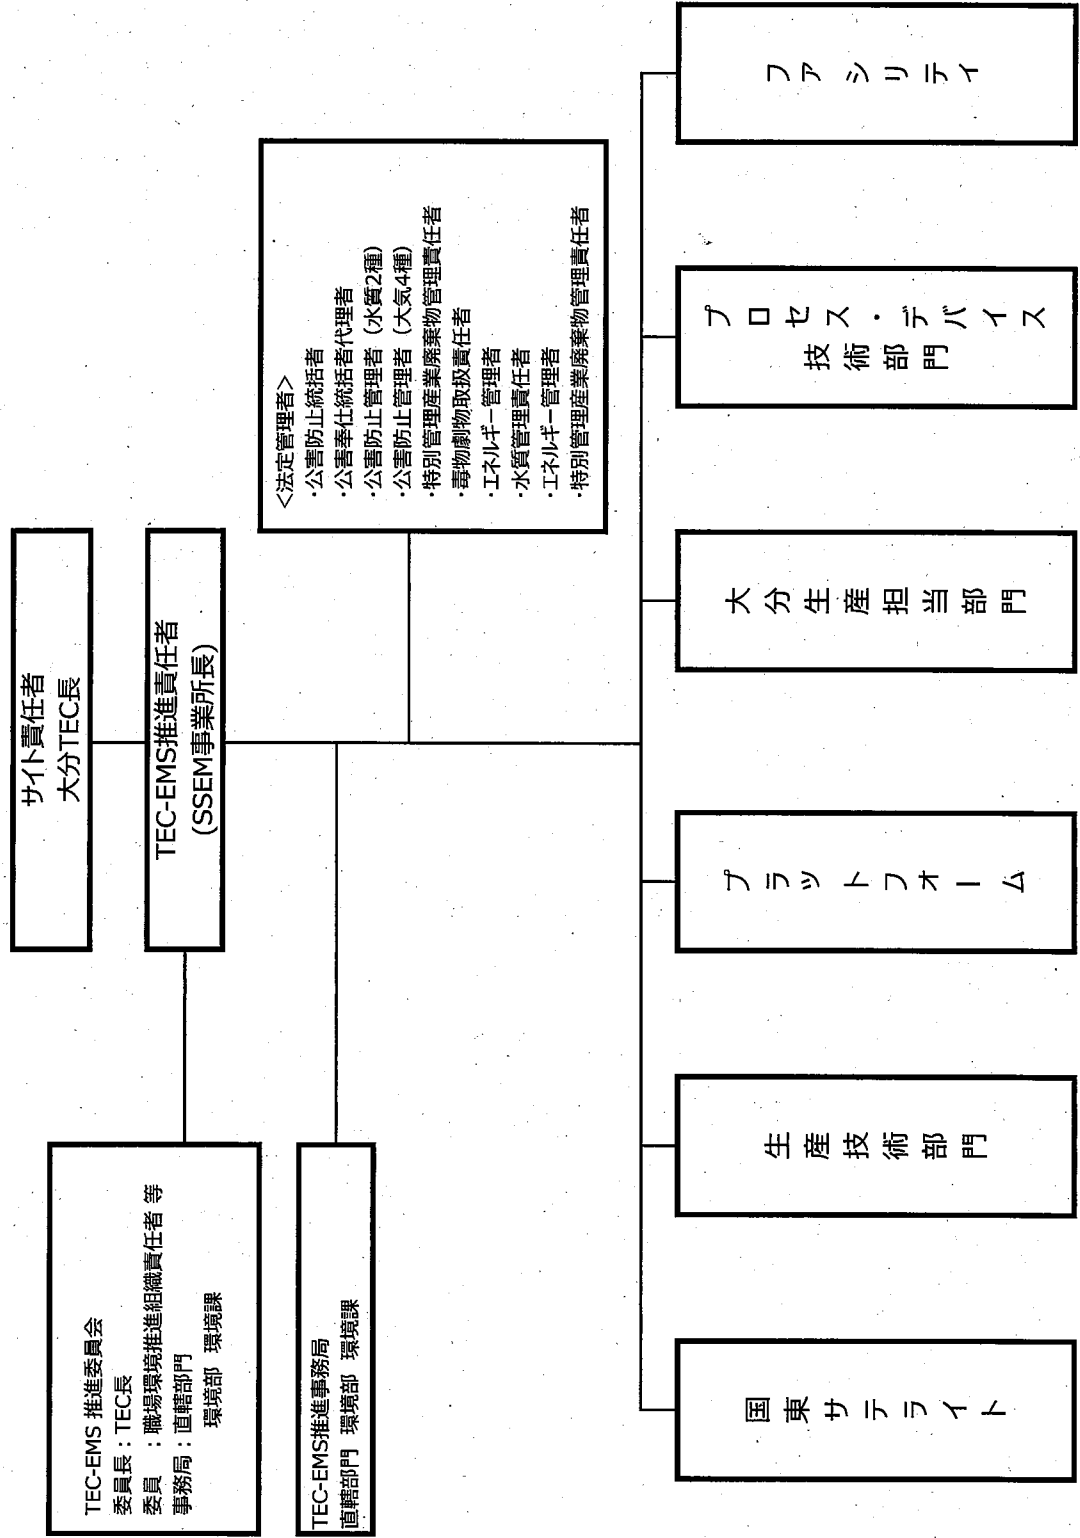 サイト責任者
大分TEC長
TEC-EMS推進責任者
(SSEM事業所長)
TEC-EMS 推進委員会
委員長：TEC長
委員　：職場環境推進組織責任者 等
事務局：直轄部門
環境部 環境課
TEC-EMS推進事務局
直轄部門 環境部 環境課
＜法定管理者＞
・公害防止統括者
・公害奉仕統括者代理者
・公害防止管理者（水質2種）
・公害防止管理者（大気4種）
・特別管理産業廃棄物管理責任者
・毒物劇物取扱責任者
・エネルギー管理者
・水質管理責任者
・エネルギー管理者
・特別管理産業廃棄物管理責任者
国東サテライト
生産技術部門
プラットフォーム
大分生産担当部門
プロセス・デバイス
技術部門
ファシリティ